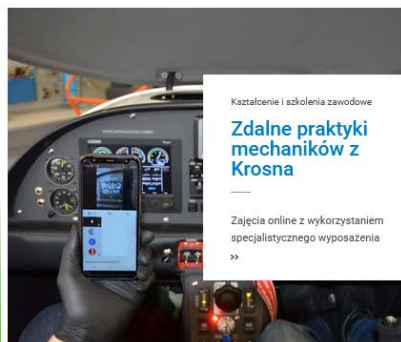 Kształcenie i szkolenia zawodowe
Zdalne praktyki
mechaników z
Krosna
Zajęcia online z wykorzystaniem
specjalistycznego wyposażenia
>>